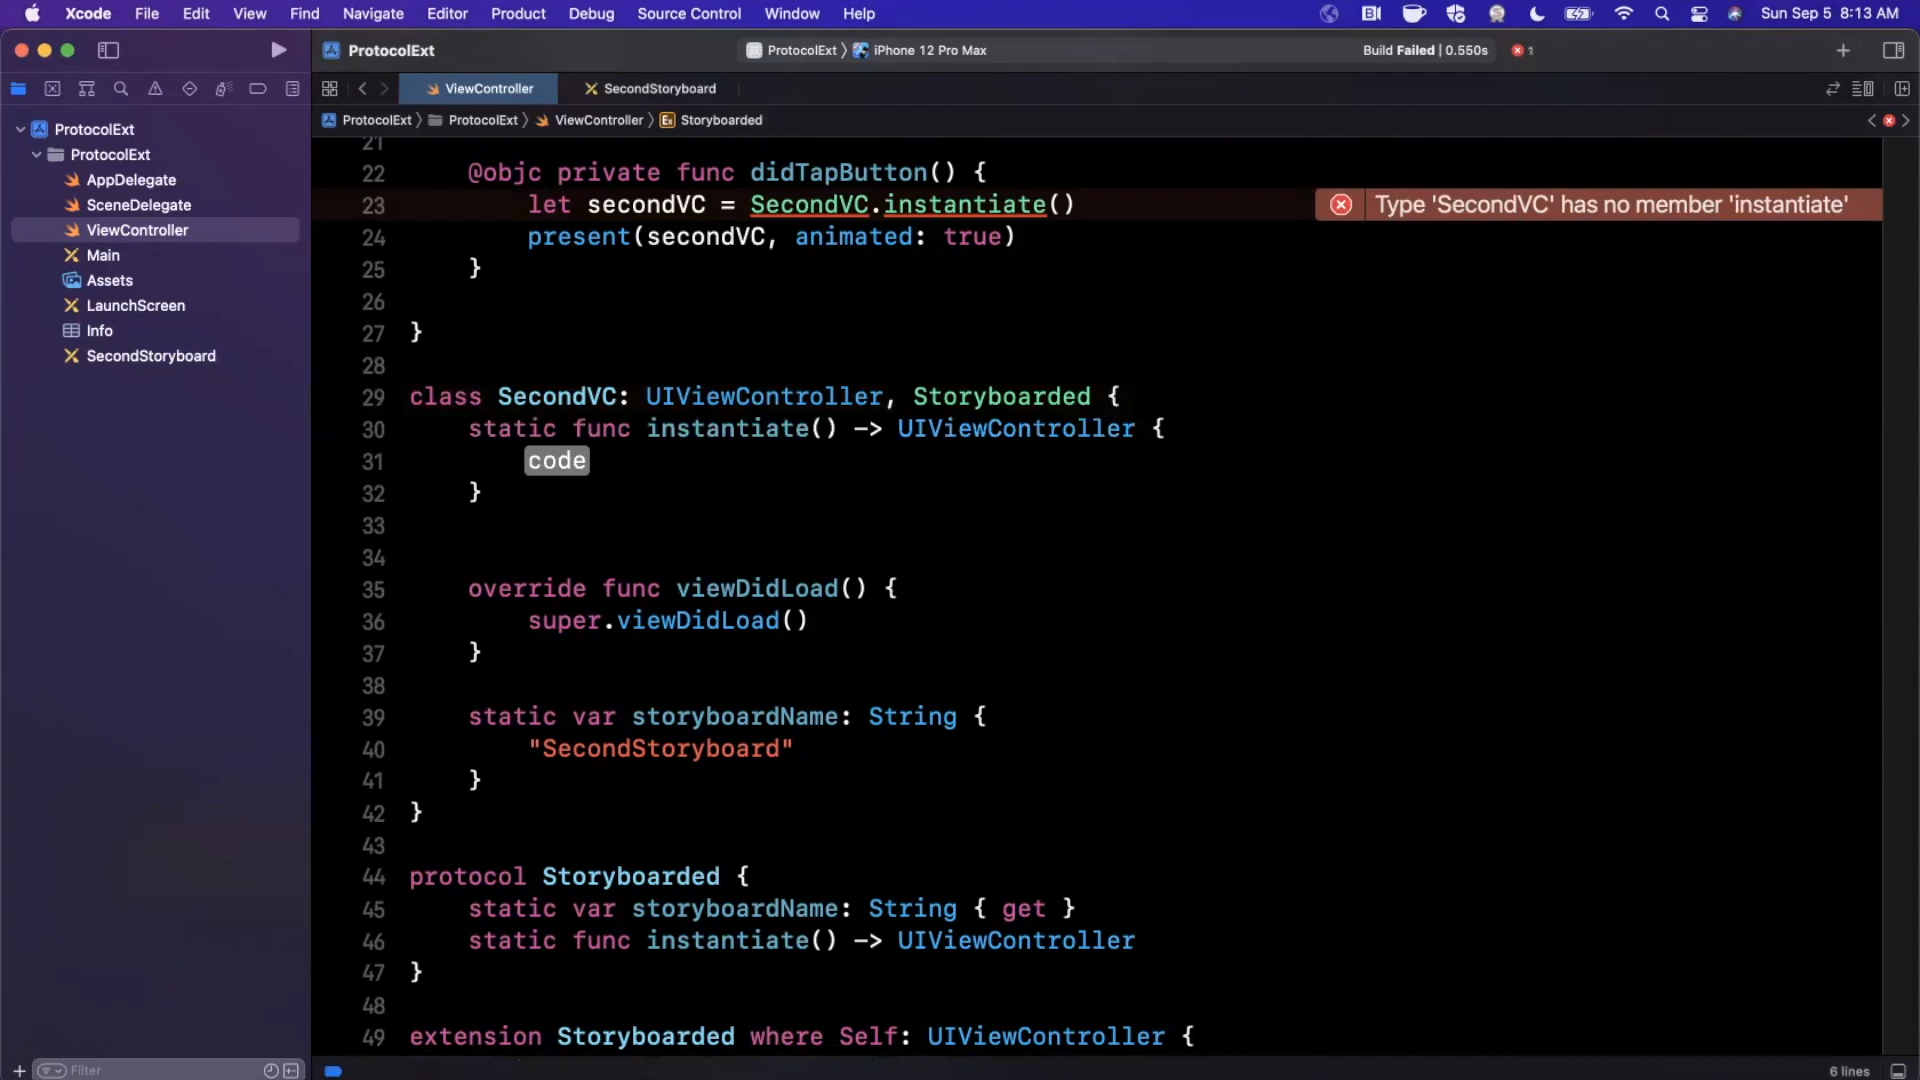 Xcode File Edit View Find Navigate Editor Product Debug Source Control Window Help Sun Sep 5 8:13 AM
ProtocolExt ProtocolExt iPhone 12 Pro Max Build Failed | 0.550s 1
ViewController SecondStoryboard
ProtocolExt ProtocolExt ViewController Ex Storyboarded
ProtocolExt
ProtocolExt
AppDelegate
SceneDelegate
ViewController
Main
Assets
LaunchScreen
Info
SecondStoryboard
21
22 @objc private func didTapButton() {
23 let secondVC = SecondVC.instantiate() Type 'SecondVC' has no member 'instantiate'
24 present(secondVC, animated: true)
25 }
26
27 }
28
29 class SecondVC: UIViewController, Storyboarded {
30 static func instantiate() -> UIViewController {
31 code
32 }
33
34
35 override func viewDidLoad() {
36 super.viewDidLoad()
37 }
38
39 static var storyboardName: String {
40 "SecondStoryboard"
41 }
42 }
43
44 protocol Storyboarded {
45 static var storyboardName: String { get }
46 static func instantiate() -> UIViewController
47 }
48
49 extension Storyboarded where Self: UIViewController {
Filter 6 lines